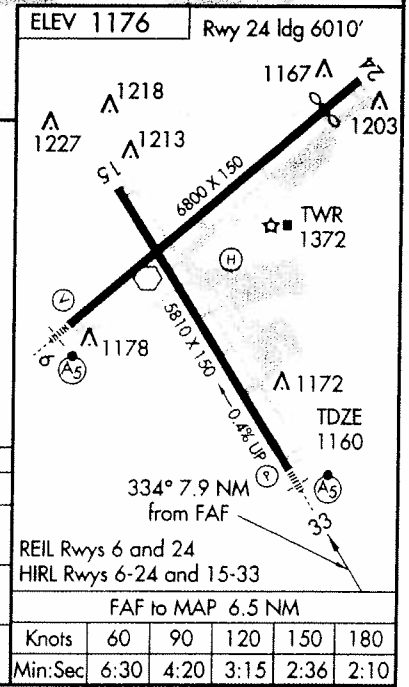 ELEV 1176
Rwy 24 ldg 6010'
1167
24
1218
1203
1227
1213
15
6800 X 150
TWR
1372
H
V
5810 X 150
6
1178
A5
1172
0.4% UP
TDZE
1160
P
A5
334° 7.9 NM
from FAF
33
REIL Rwys 6 and 24
HIRL Rwys 6-24 and 15-33
FAF to MAP 6.5 NM
Knots 60 90 120 150 180
Min:Sec 6:30 4:20 3:15 2:36 2:10